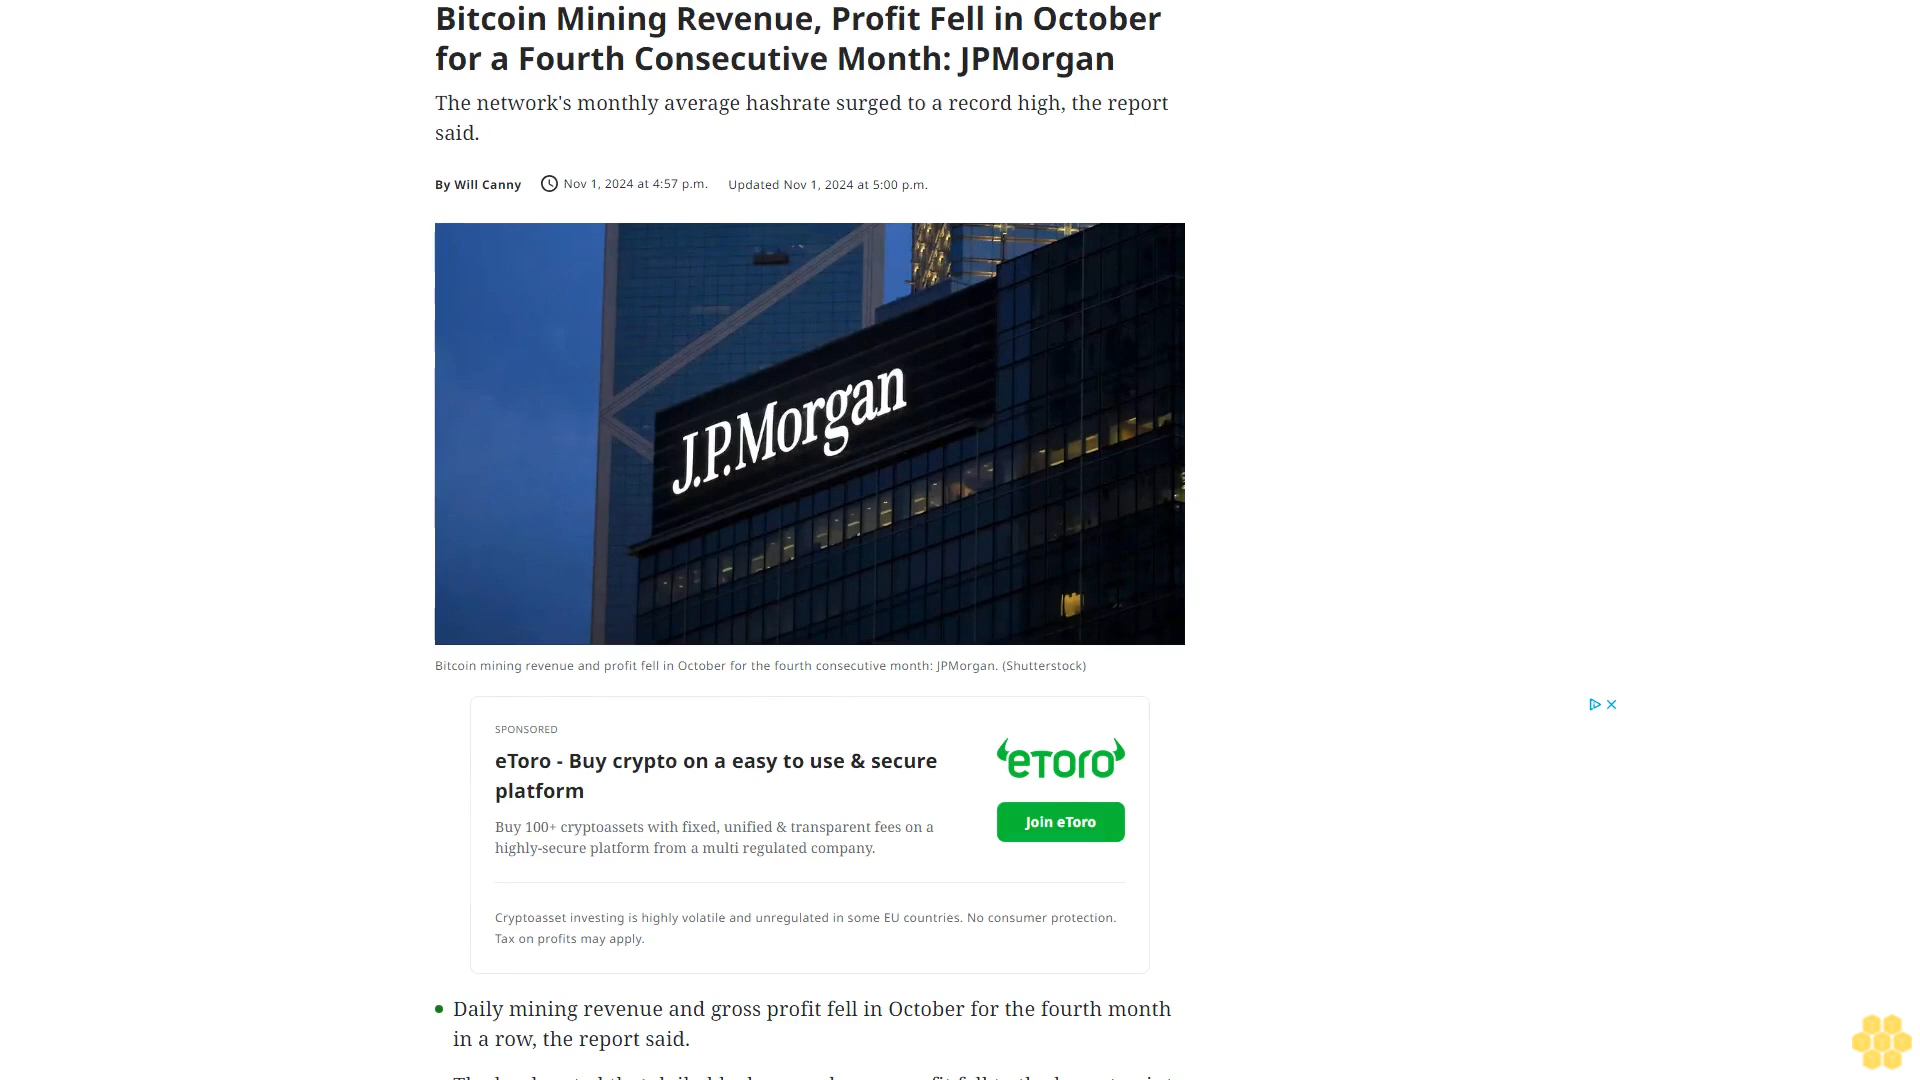 Bitcoin Mining Revenue, Profit Fell in October
for a Fourth Consecutive Month: JPMorgan
The network's monthly average hashrate surged to a record high, the report
said.
By Will Canny Nov 1, 2024 at 4:57 p.m. Updated Nov 1, 2024 at 5:00 p.m.
J.P.Morgan
Bitcoin mining revenue and profit fell in October for the fourth consecutive month: JPMorgan. (Shutterstock)
SPONSORED
eToro - Buy crypto on a easy to use & secure
platform
Buy 100+ cryptoassets with fixed, unified & transparent fees on a
highly-secure platform from a multi regulated company.
eToro
Join eToro
Cryptoasset investing is highly volatile and unregulated in some EU countries. No consumer protection.
Tax on profits may apply.
Daily mining revenue and gross profit fell in October for the fourth month
in a row, the report said.